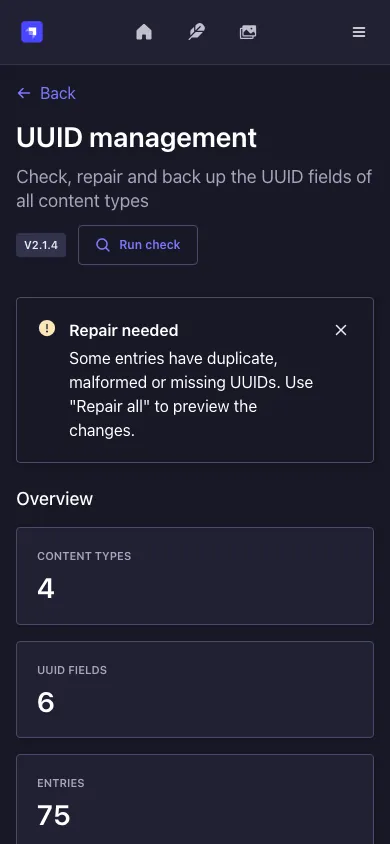 Back
UUID management
Check, repair and back up the UUID fields of
all content types
V2.1.4
Run check
Repair needed
Some entries have duplicate,
malformed or missing UUIDs. Use
"Repair all" to preview the
changes.
Overview
CONTENT TYPES
4
UUID FIELDS
6
ENTRIES
75